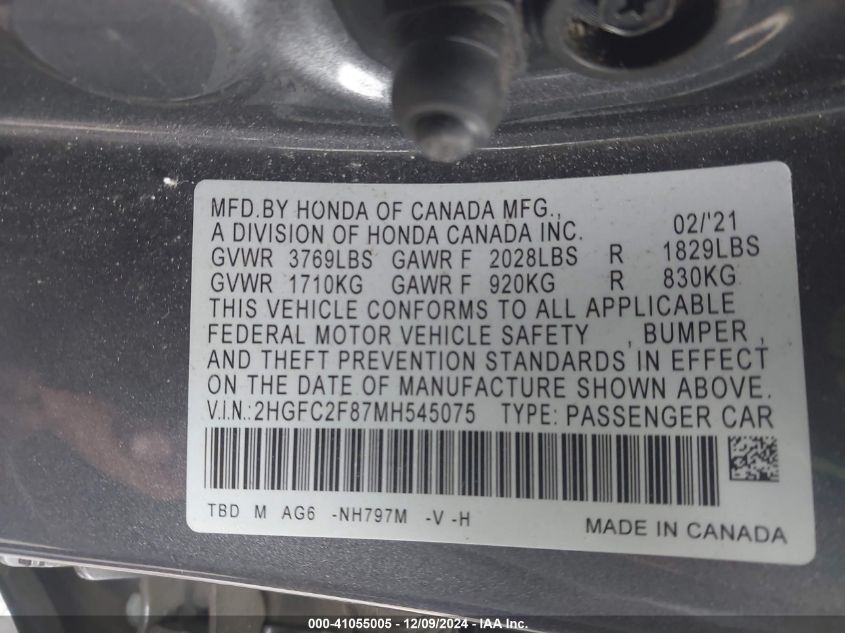 MFD.BY HONDA OF CANADA MFG.,
A DIVISION OF HONDA CANADA INC. 02/'21
GVWR 3769LBS GAWR F 2028LBS R 1829LBS
GVWR 1710KG GAWR F 920KG R 830KG
THIS VEHICLE CONFORMS TO ALL APPLICABLE
FEDERAL MOTOR VEHICLE SAFETY , BUMPER ,
AND THEFT PREVENTION STANDARDS IN EFFECT
ON THE DATE OF MANUFACTURE SHOWN ABOVE.
V.I.N.:2HGFC2F87MH545075 TYPE: PASSENGER CAR
TBD M AG6 -NH797M -V -H
MADE IN CANADA
000-41055005 - 12/09/2024 - IAA Inc.